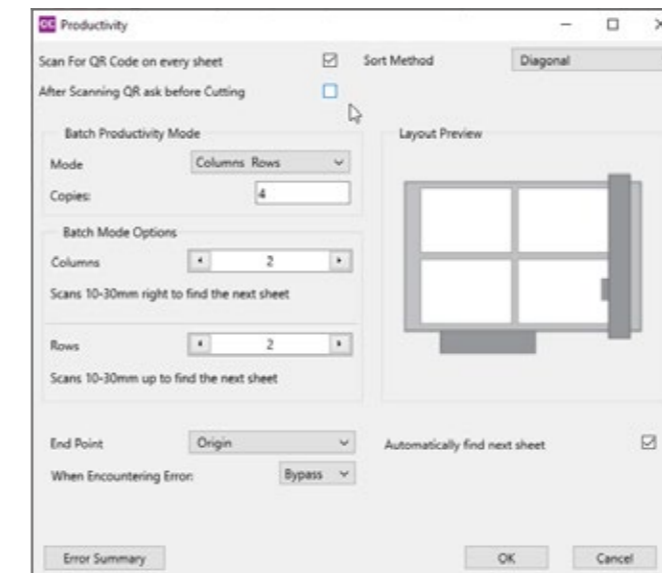 CC Productivity
Scan For QR Code on every sheet
Sort Method
Diagonal
After Scanning QR ask before Cutting
Batch Productivity Mode
Mode
Columns Rows
Copies:
4
Batch Mode Options
Columns
2
Scans 10-30mm right to find the next sheet
Rows
2
Scans 10-30mm up to find the next sheet
Layout Preview
End Point
Origin
Automatically find next sheet
When Encountering Error:
Bypass
Error Summary
OK
Cancel